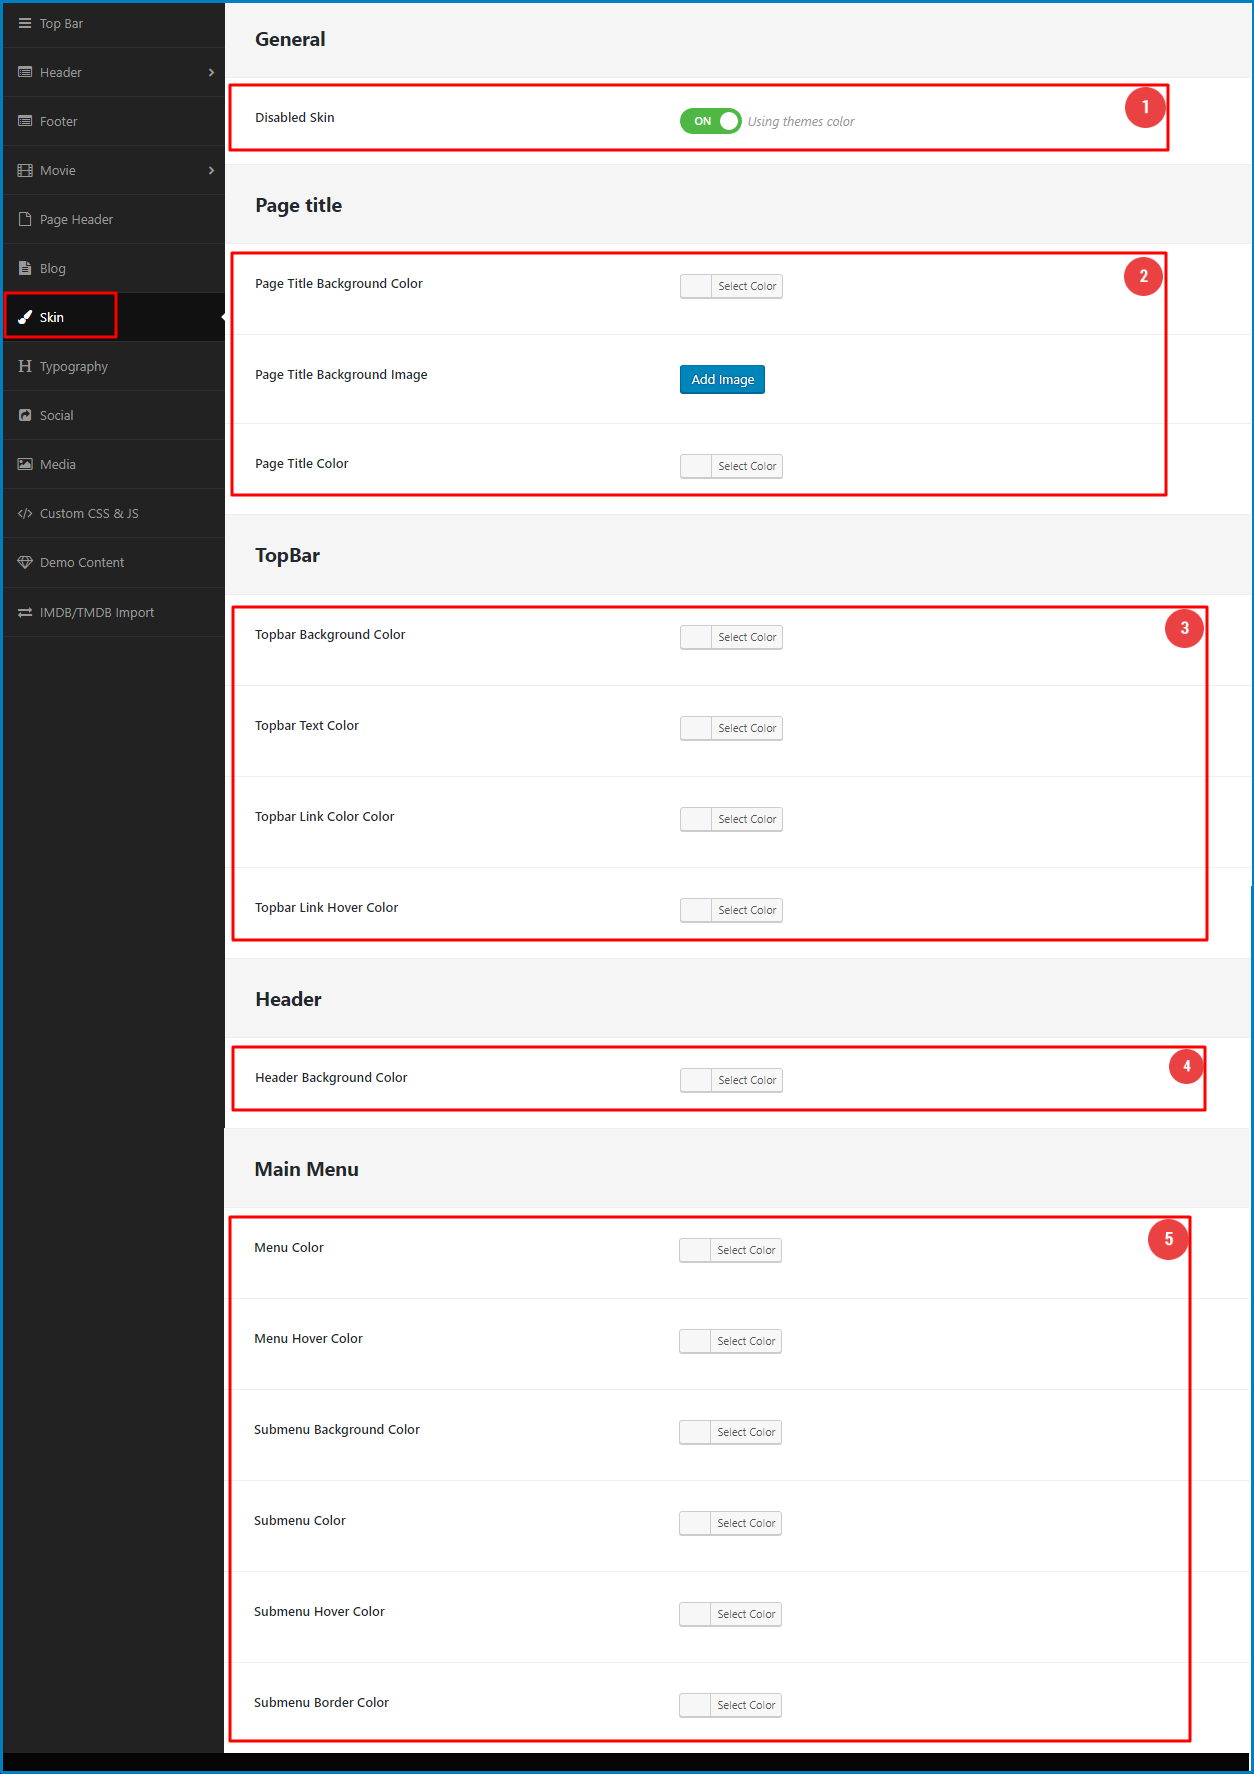 Top Bar
Header
Footer
Movie
Page Header
Blog
Skin
Typography
Social
Media
Custom CSS & JS
Demo Content
IMDB/TMDB Import
General
Disabled Skin
ON Using themes color
1
Page title
Page Title Background Color
Select Color
2
Page Title Background Image
Add Image
Page Title Color
Select Color
TopBar
Topbar Background Color
Select Color
3
Topbar Text Color
Select Color
Topbar Link Color Color
Select Color
Topbar Link Hover Color
Select Color
Header
Header Background Color
Select Color
4
Main Menu
Menu Color
Select Color
5
Menu Hover Color
Select Color
Submenu Background Color
Select Color
Submenu Color
Select Color
Submenu Hover Color
Select Color
Submenu Border Color
Select Color